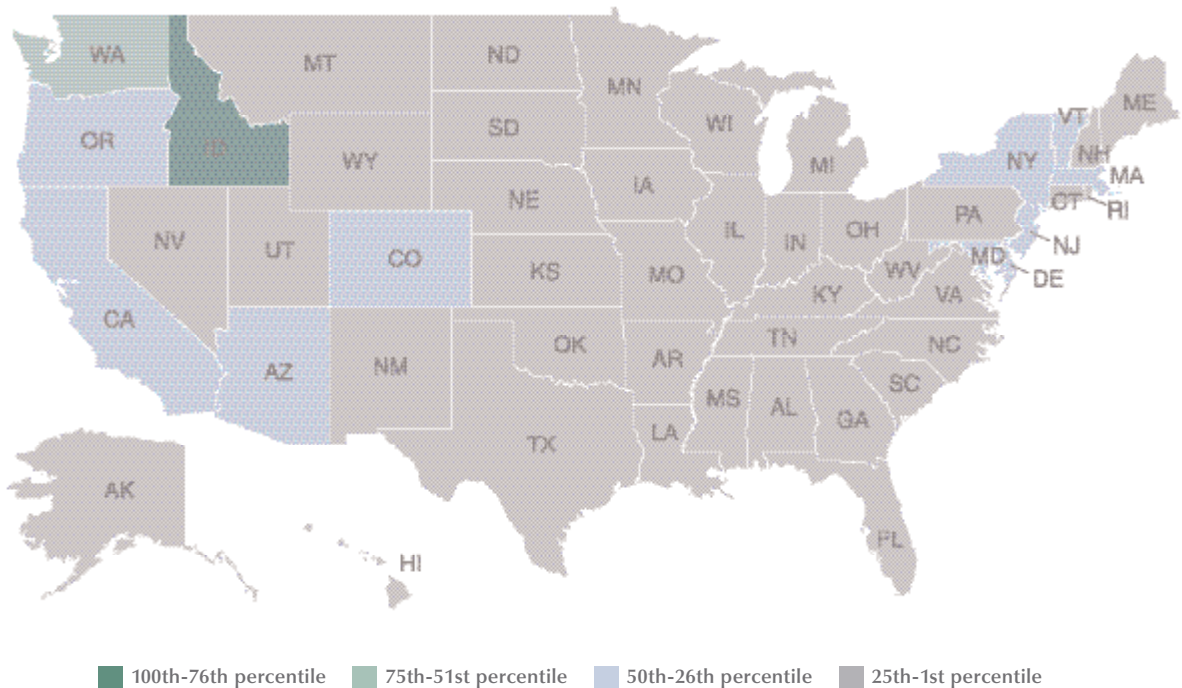 WA
MT
ND
MN
ME
OR
ID
SD
WI
VT
NH
WY
MI
NY
MA
NE
IA
CT
RI
NV
UT
CO
KS
IL
IN
OH
PA
NJ
CA
MO
WV
MD
DE
KY
VA
AZ
NM
OK
AR
TN
NC
MS
AL
SC
GA
TX
LA
AK
FL
HI
100th-76th percentile 75th-51st percentile 50th-26th percentile 25th-1st percentile